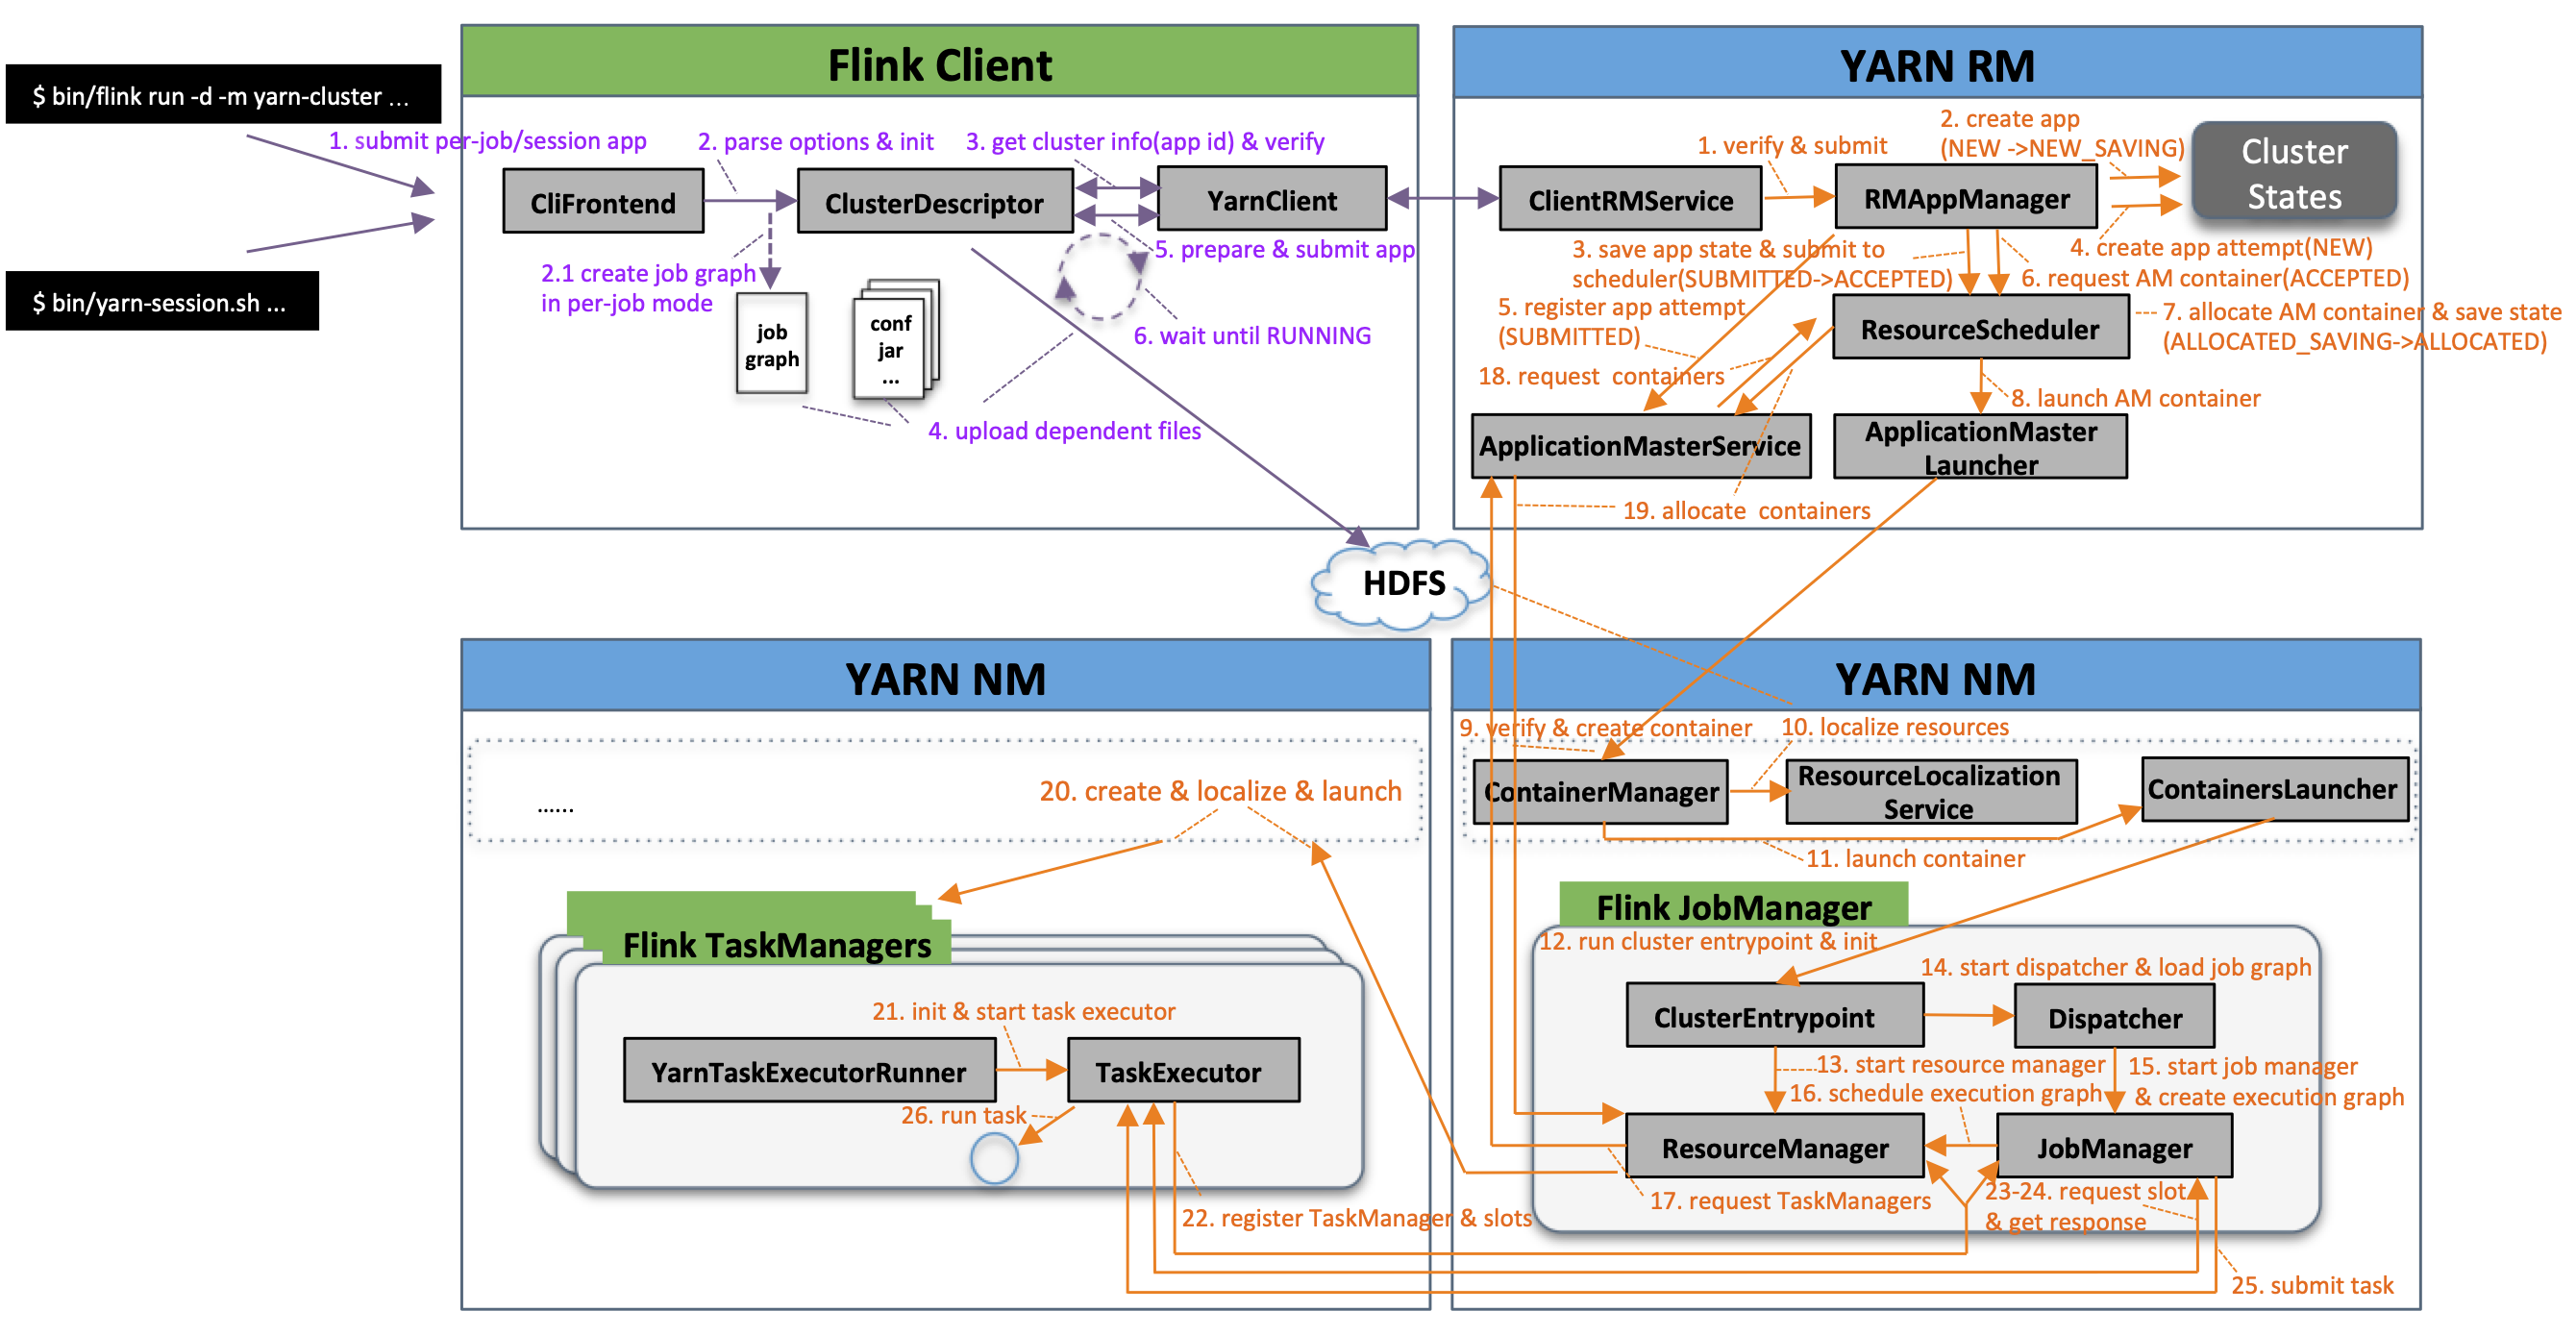 $ bin/flink run -d -m yarn-cluster ...
$ bin/yarn-session.sh ...
Flink Client
1. submit per-job/session app
2. parse options & init
3. get cluster info(app id) & verify
CliFrontend
ClusterDescriptor
YarnClient
5. prepare & submit app
2.1 create job graph
in per-job mode
job
graph
conf
jar
...
6. wait until RUNNING
4. upload dependent files
YARN RM
1. verify & submit
2. create app
(NEW ->NEW_SAVING)
Cluster
States
ClientRMService
RMAppManager
3. save app state & submit to
scheduler(SUBMITTED->ACCEPTED)
4. create app attempt(NEW)
6. request AM container(ACCEPTED)
5. register app attempt
(SUBMITTED)
ResourceScheduler
7. allocate AM container & save state
(ALLOCATED_SAVING->ALLOCATED)
18. request  containers
8. launch AM container
ApplicationMasterService
ApplicationMaster
Launcher
19. allocate  containers
HDFS
YARN NM
......
20. create & localize & launch
Flink TaskManagers
21. init & start task executor
YarnTaskExecutorRunner
TaskExecutor
26. run task
22. register TaskManager & slots
YARN NM
9. verify & create container
10. localize resources
ContainerManager
ResourceLocalization
Service
ContainersLauncher
11. launch container
Flink JobManager
12. run cluster entrypoint & init
14. start dispatcher & load job graph
ClusterEntrypoint
Dispatcher
13. start resource manager
15. start job manager
& create execution graph
16. schedule execution graph
ResourceManager
JobManager
17. request TaskManagers
23-24. request slot
& get response
25. submit task